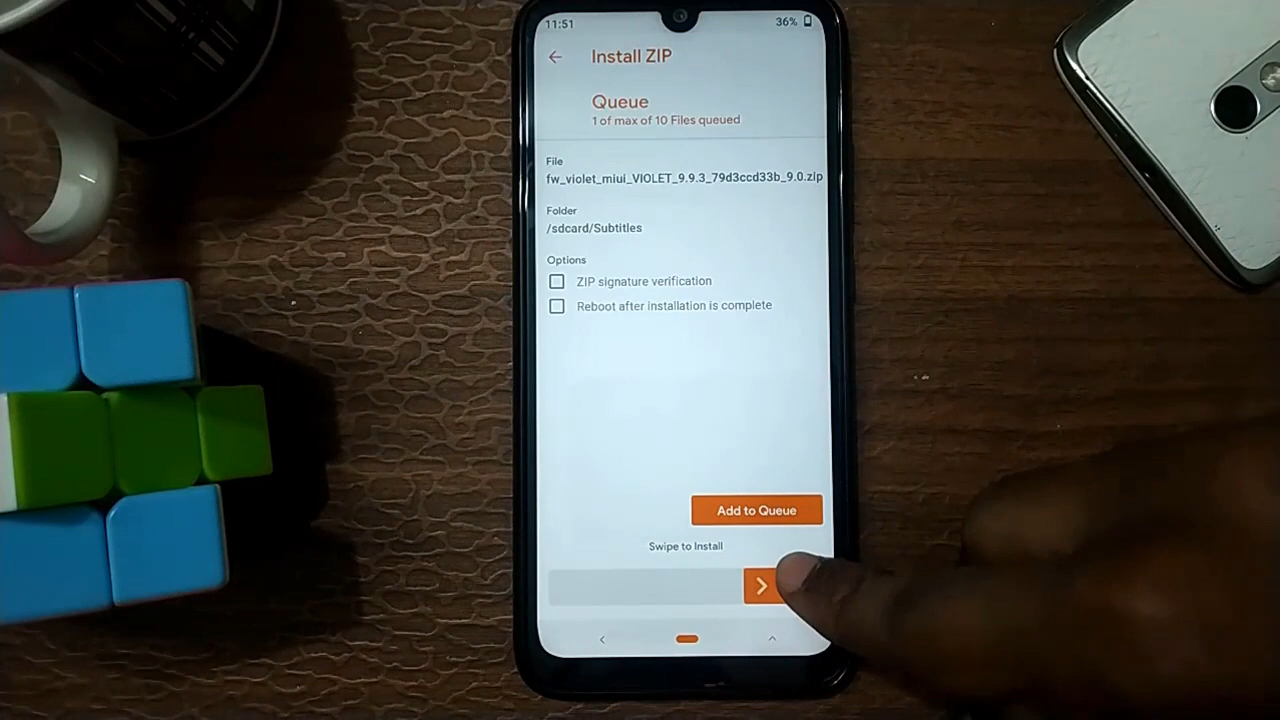 11:51
36%
Install ZIP
Queue
1 of max of 10 Files queued
File
fw_violet_miui_VIOLET_9.9.3_79d3ccd33b_9.0.zip
Folder
/sdcard/Subtitles
Options
ZIP signature verification
Reboot after installation is complete
Add to Queue
Swipe to Install